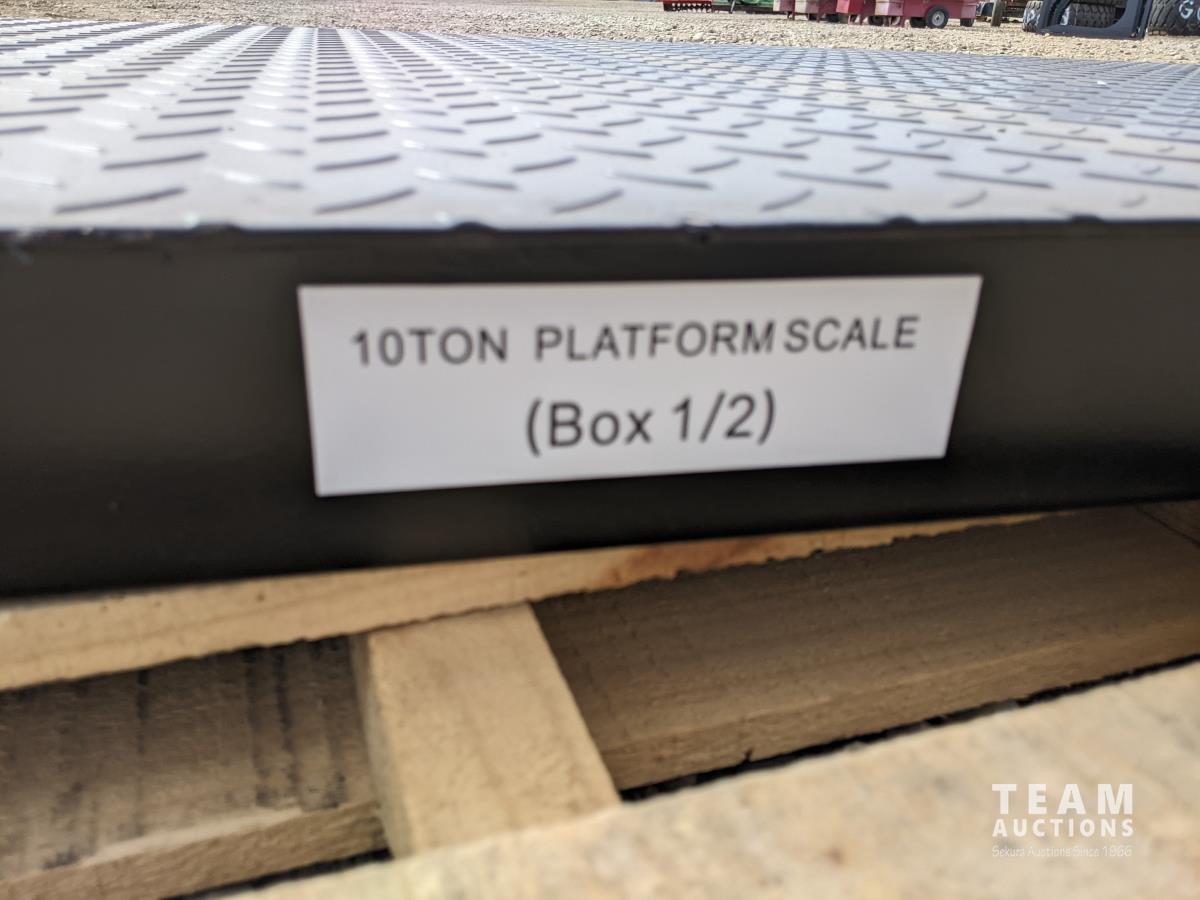 10TON PLATFORM SCALE
(Box 1/2)
TEAM
AUCTIONS
Sekura Auctions Since 1966